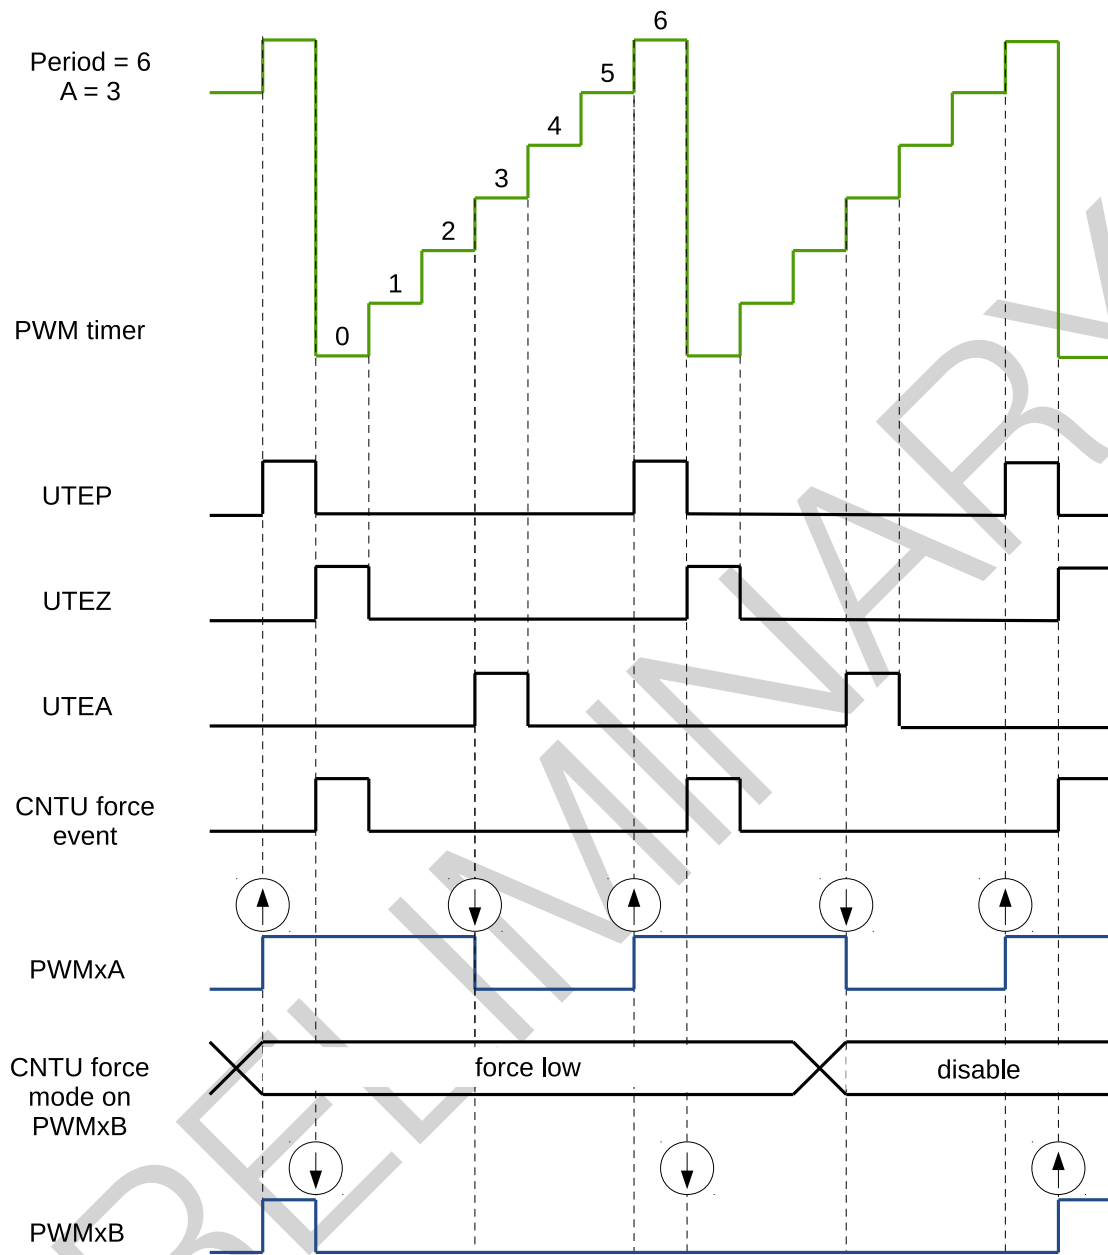 6
Period = 6
A = 3
5
4
3
2
1
0
PWM timer
UTEP
UTEZ
UTEA
CNTU force
event
PWMxA
CNTU force
mode on
PWMxB
force low
disable
PWMxB
PRELIMINARY